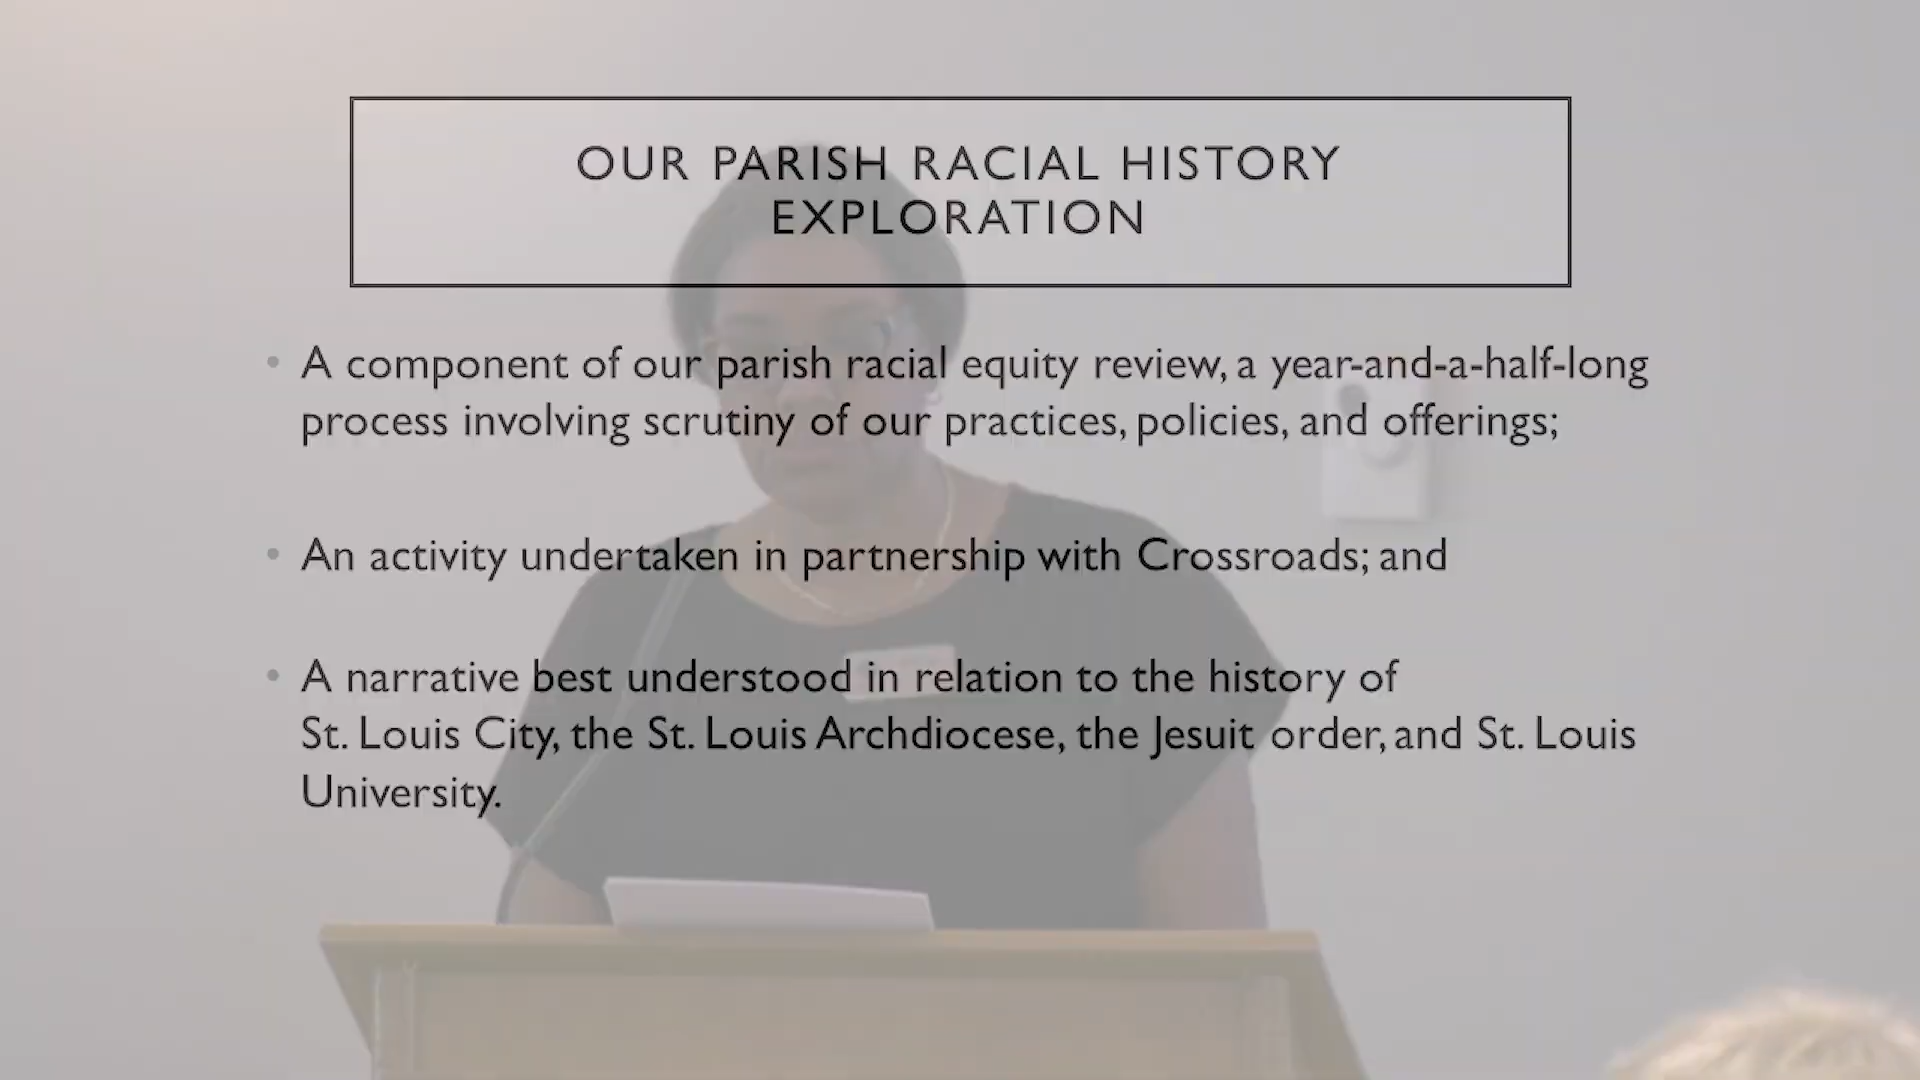 OUR PARISH RACIAL HISTORY
EXPLORATION
• A component of our parish racial equity review, a year-and-a-half-long
process involving scrutiny of our practices, policies, and offerings;
• An activity undertaken in partnership with Crossroads; and
• A narrative best understood in relation to the history of
St. Louis City, the St. Louis Archdiocese, the Jesuit order, and St. Louis
University.